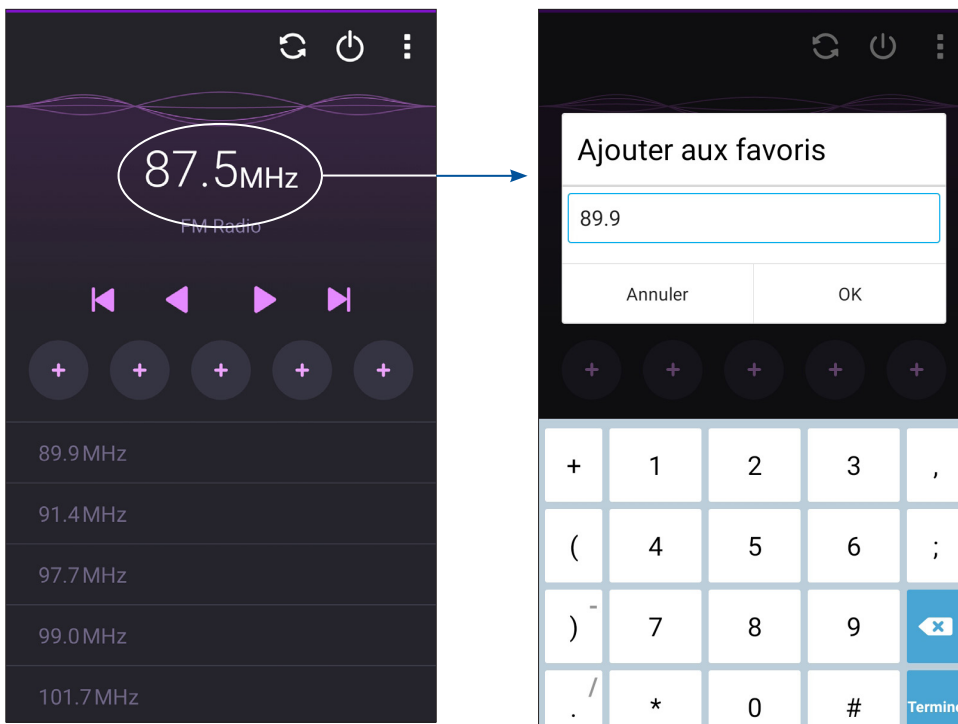 87.5MHz
FM Radio
+ + + + +
89.9MHz
91.4MHz
97.7MHz
99.0MHz
101.7MHz
Ajouter aux favoris
89.9
Annuler OK
+ + + + +
+ 1 2 3 ,
( 4 5 6 ;
) - 7 8 9
. / * 0 # Termine